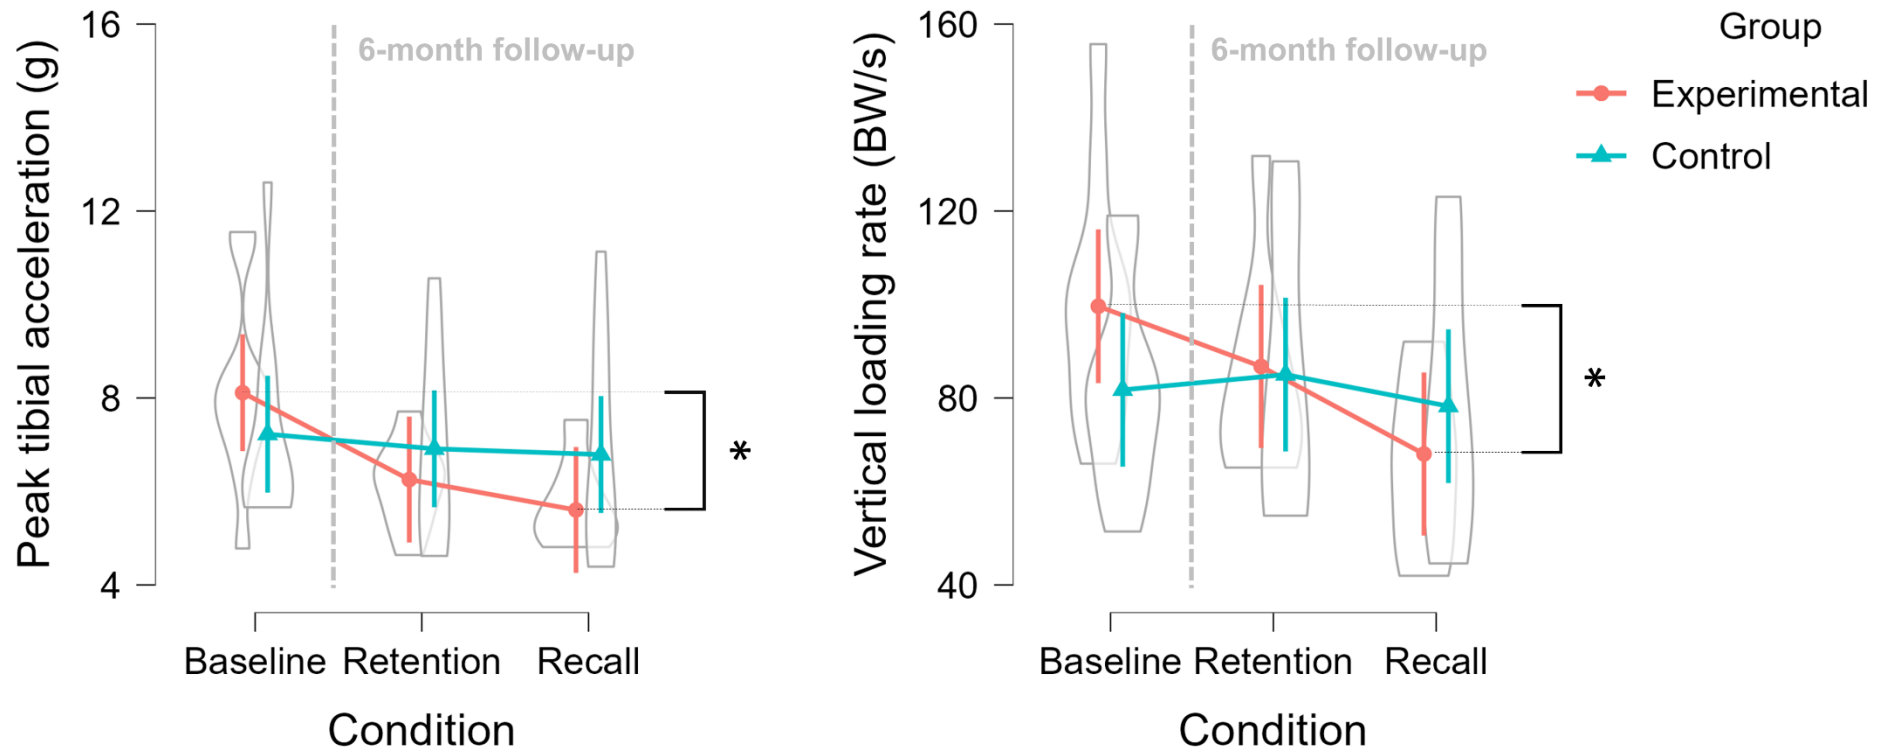 Peak tibial acceleration (g)
16
12
8
4
6-month follow-up
*
Baseline Retention Recall
Condition
Vertical loading rate (BW/s)
160
120
80
40
6-month follow-up
*
Baseline Retention Recall
Condition
Group
Experimental
Control